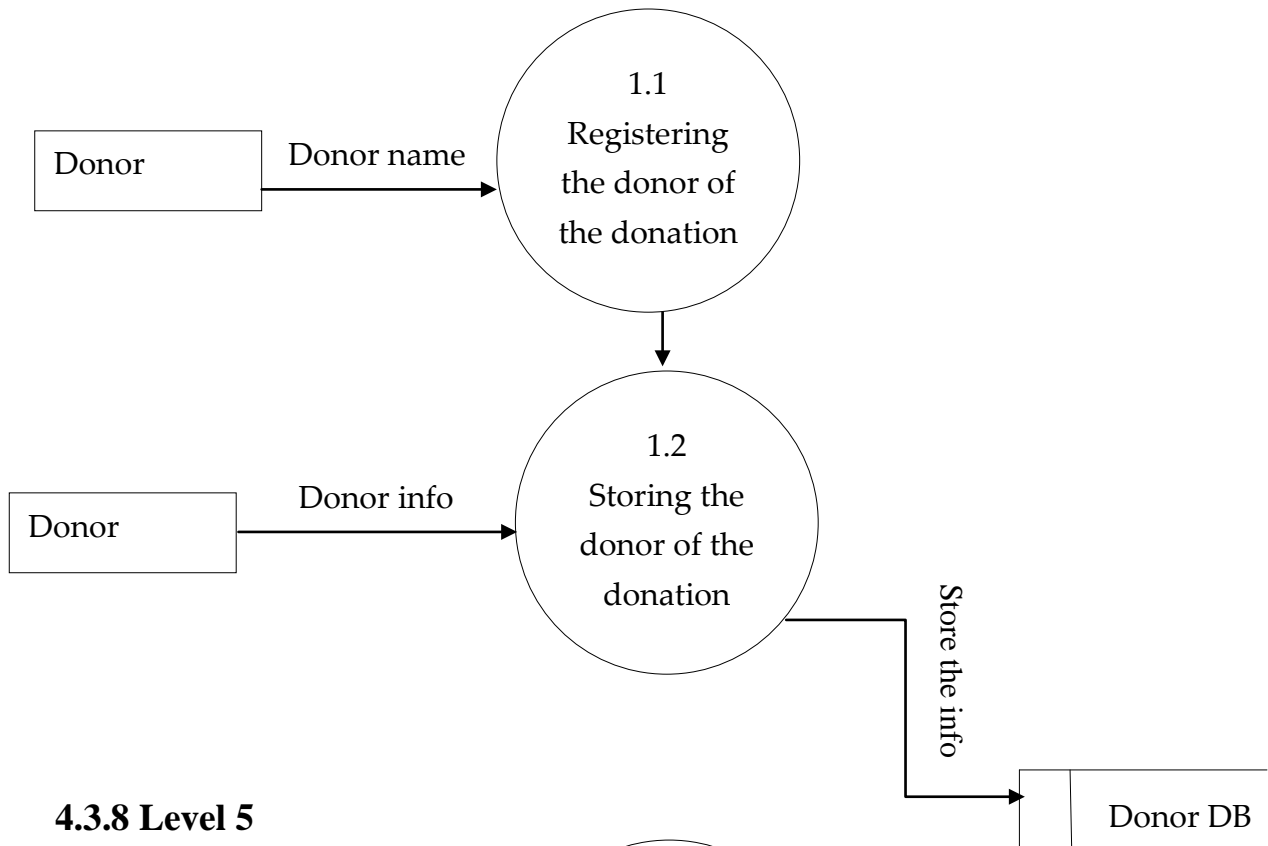 1.1
Registering
the donor of
the donation
Donor
Donor name
1.2
Storing the
donor of the
donation
Donor
Donor info
Store the info
Donor DB
4.3.8 Level 5